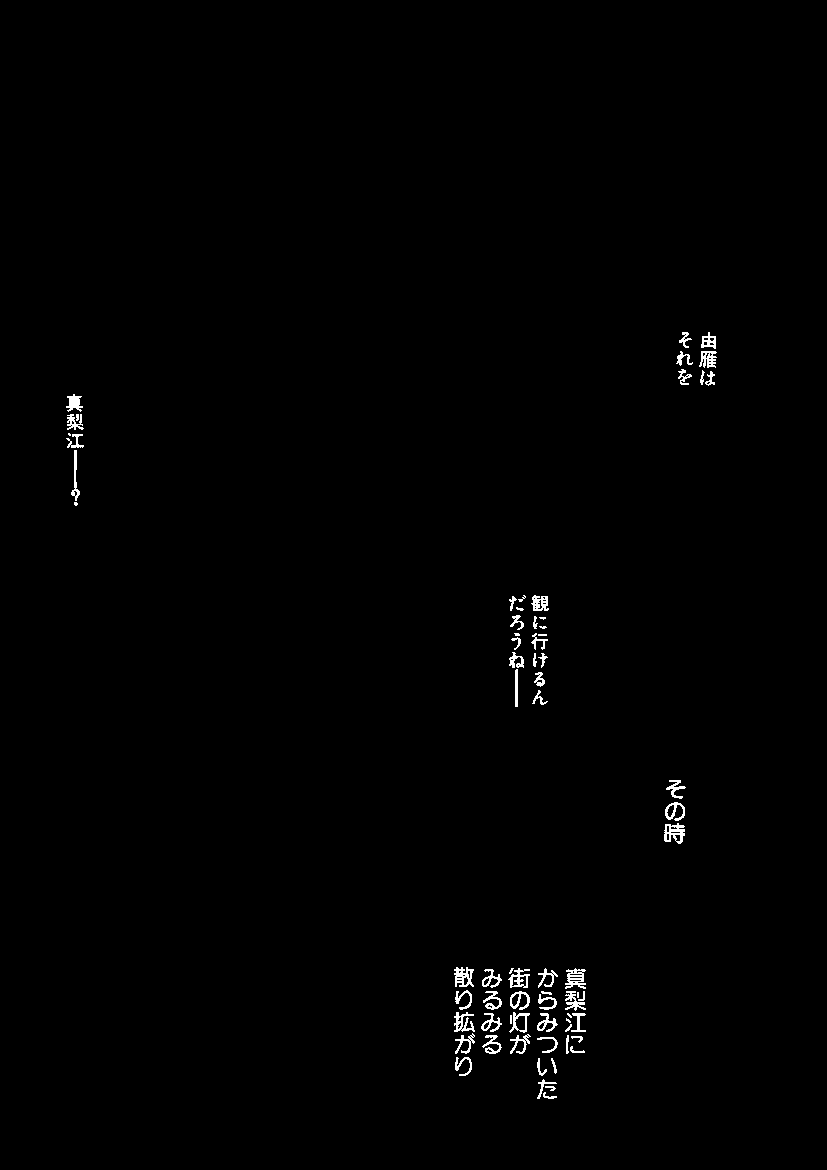 由雁は
それを
観に行けるん
だろうね──
真梨江──？
その時
真梨江に
からみついた
街の灯が
みるみる
散り拡がり